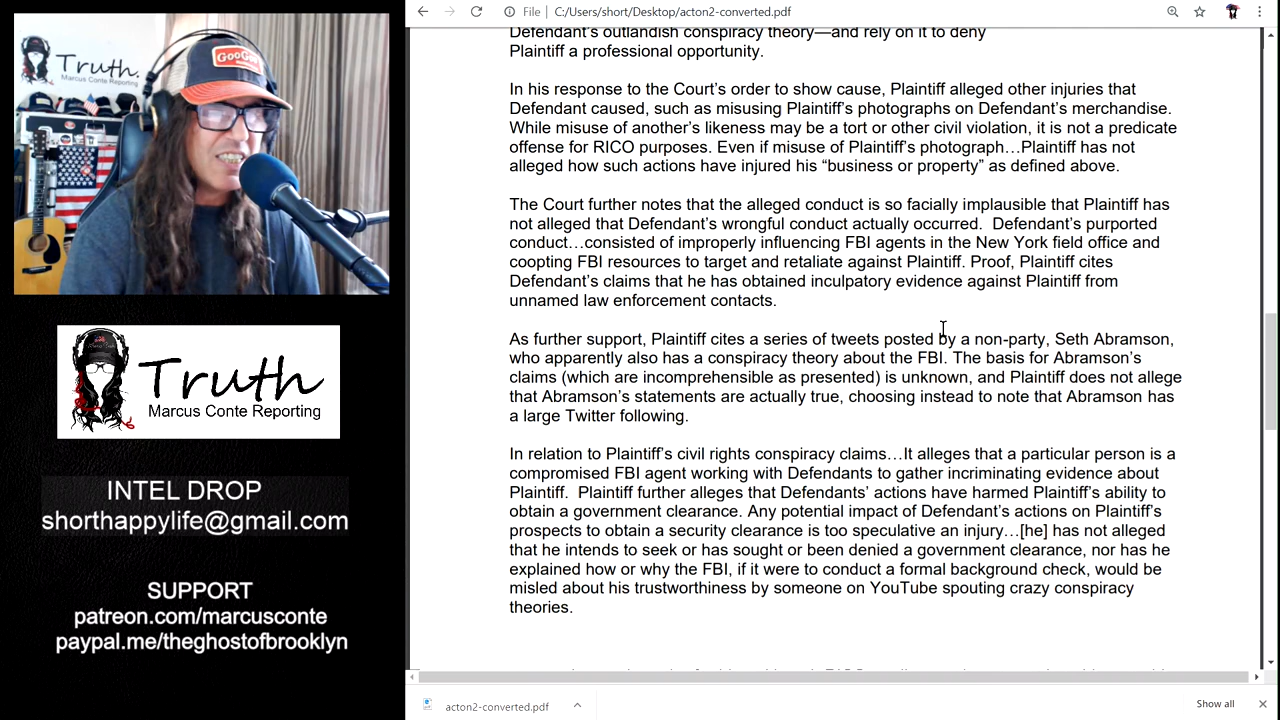 Truth.
Marcus Conte Reporting
GOOGAN
Truth
Marcus Conte Reporting
INTEL DROP
shorthappylife@gmail.com
SUPPORT
patreon.com/marcusconte
paypal.me/theghostofbrooklyn
File | C:/Users/short/Desktop/acton2-converted.pdf
Defendant's outlandish conspiracy theory—and rely on it to deny
Plaintiff a professional opportunity.
In his response to the Court's order to show cause, Plaintiff alleged other injuries that
Defendant caused, such as misusing Plaintiff's photographs on Defendant's merchandise.
While misuse of another's likeness may be a tort or other civil violation, it is not a predicate
offense for RICO purposes. Even if misuse of Plaintiff's photograph…Plaintiff has not
alleged how such actions have injured his “business or property” as defined above.
The Court further notes that the alleged conduct is so facially implausible that Plaintiff has
not alleged that Defendant's wrongful conduct actually occurred.  Defendant's purported
conduct…consisted of improperly influencing FBI agents in the New York field office and
coopting FBI resources to target and retaliate against Plaintiff. Proof, Plaintiff cites
Defendant's claims that he has obtained inculpatory evidence against Plaintiff from
unnamed law enforcement contacts.
As further support, Plaintiff cites a series of tweets posted by a non-party, Seth Abramson,
who apparently also has a conspiracy theory about the FBI. The basis for Abramson's
claims (which are incomprehensible as presented) is unknown, and Plaintiff does not allege
that Abramson's statements are actually true, choosing instead to note that Abramson has
a large Twitter following.
In relation to Plaintiff's civil rights conspiracy claims…It alleges that a particular person is a
compromised FBI agent working with Defendants to gather incriminating evidence about
Plaintiff.  Plaintiff further alleges that Defendants' actions have harmed Plaintiff's ability to
obtain a government clearance. Any potential impact of Defendant's actions on Plaintiff's
prospects to obtain a security clearance is too speculative an injury…[he] has not alleged
that he intends to seek or has sought or been denied a government clearance, nor has he
explained how or why the FBI, if it were to conduct a formal background check, would be
misled about his trustworthiness by someone on YouTube spouting crazy conspiracy
theories.
acton2-converted.pdf
Show all